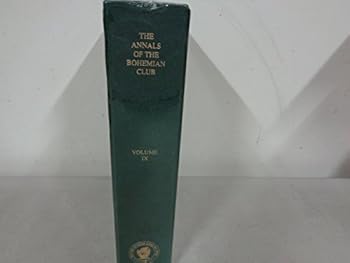 THE
ANNALS
OF THE
BOHEMIAN
CLUB
VOLUME
IX